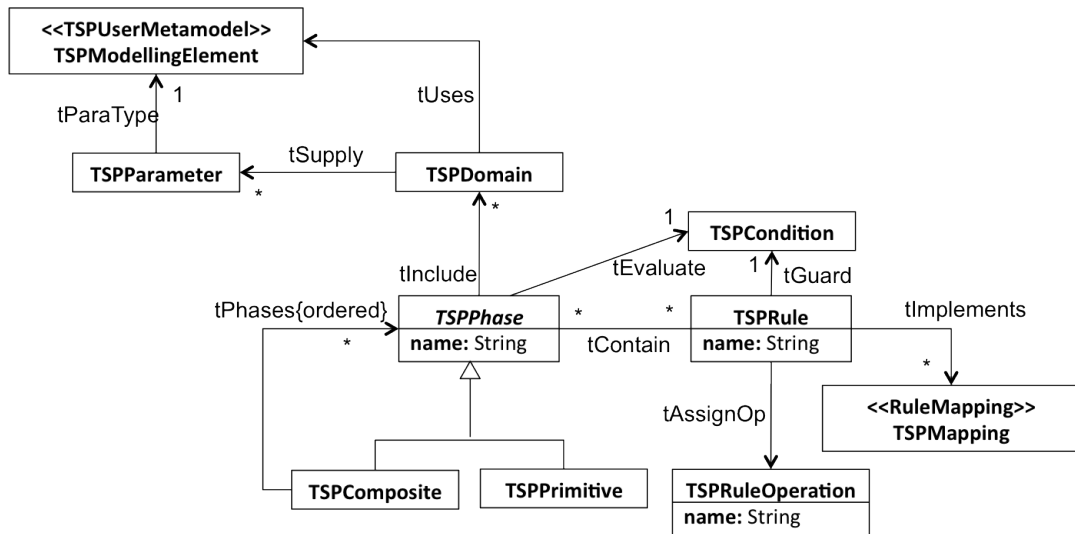 <<TSPUserMetamodel>>
TSPModellingElement
1
tParaType
tUses
TSPParameter
tSupply
*
TSPDomain
*
1
TSPCondition
tEvaluate
1
tGuard
tInclude
tPhases{ordered}
*
TSPPhase
name: String
*
*
tContain
TSPRule
name: String
tImplements
*
<<RuleMapping>>
TSPMapping
tAssignOp
TSPComposite
TSPPrimitive
TSPRuleOperation
name: String